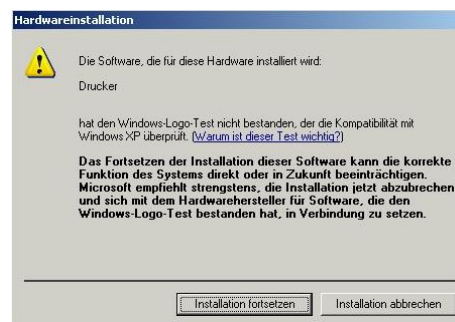 Hardwareinstallation
Die Software, die für diese Hardware installiert wird:
Drucker
hat den Windows-Logo-Test nicht bestanden, der die Kompatibilität mit
Windows XP überprüft. (Warum ist dieser Test wichtig?)
Das Fortsetzen der Installation dieser Software kann die korrekte
Funktion des Systems direkt oder in Zukunft beeinträchtigen.
Microsoft empfiehlt strengstens, die Installation jetzt abzubrechen
und sich mit dem Hardwarehersteller für Software, die den
Windows-Logo-Test bestanden hat, in Verbindung zu setzen.
Installation fortsetzen
Installation abbrechen